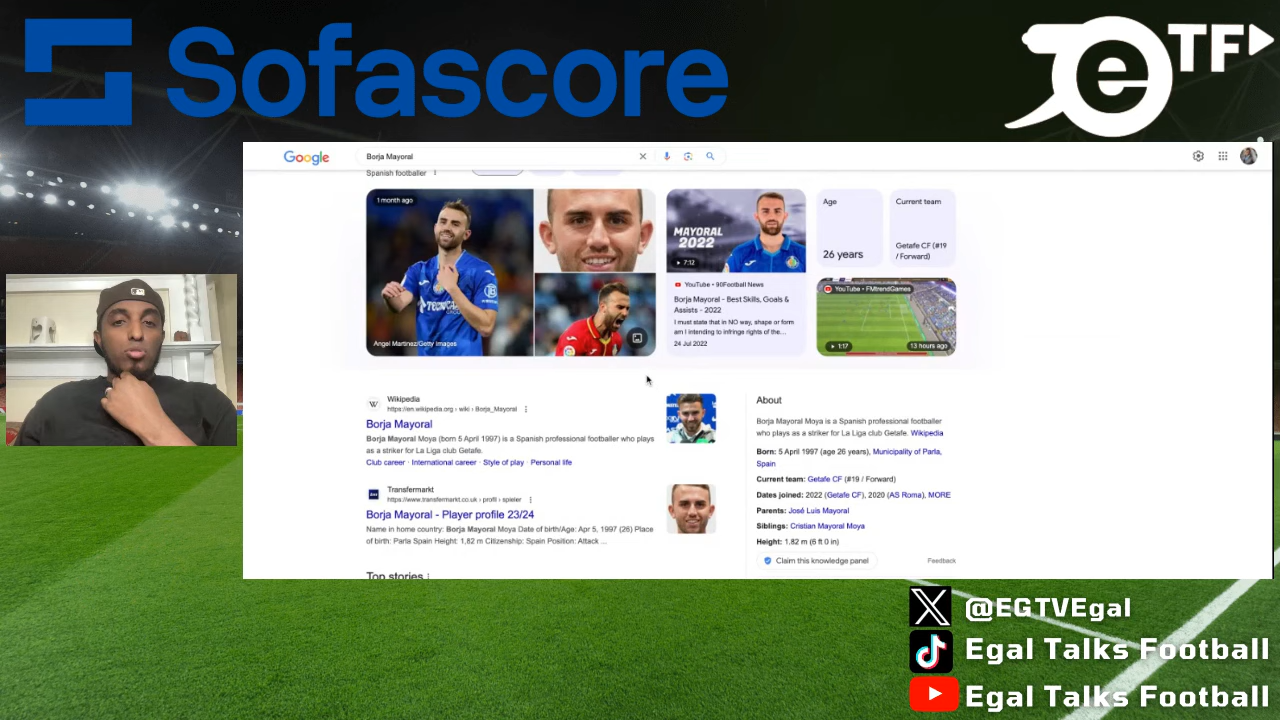 Sofascore
eTF
Google
Borja Mayoral
Spanish footballer
1 month ago
Angel Martinez/Getty Images
MAYORAL
2022
7:12
YouTube • 90Football News
Borja Mayoral - Best Skills, Goals &
Assists - 2022
I must state that in NO way, shape or form
am I intending to infringe rights of the...
24 Jul 2022
Age
26 years
Current team
Getafe CF (#19
/ Forward)
YouTube • FMtrendGames
1:17
13 hours ago
W
Wikipedia
https://en.wikipedia.org › wiki › Borja_Mayoral
Borja Mayoral
Borja Mayoral Moya (born 5 April 1997) is a Spanish professional footballer who plays
as a striker for La Liga club Getafe.
Club career · International career · Style of play · Personal life
Transfermarkt
https://www.transfermarkt.co.uk › profil › spieler
Borja Mayoral - Player profile 23/24
Name in home country: Borja Mayoral Moya Date of birth/Age: Apr 5, 1997 (26) Place
of birth: Parla Spain Height: 1,82 m Citizenship: Spain Position: Attack ...
Top stories
About
Borja Mayoral Moya is a Spanish professional footballer
who plays as a striker for La Liga club Getafe. Wikipedia
Born: 5 April 1997 (age 26 years), Municipality of Parla,
Spain
Current team: Getafe CF (#19 / Forward)
Dates joined: 2022 (Getafe CF), 2020 (AS Roma), MORE
Parents: José Luis Mayoral
Siblings: Cristian Mayoral Moya
Height: 1.82 m (6 ft 0 in)
Claim this knowledge panel
Feedback
@EGTVEgal
Egal Talks Football
Egal Talks Football